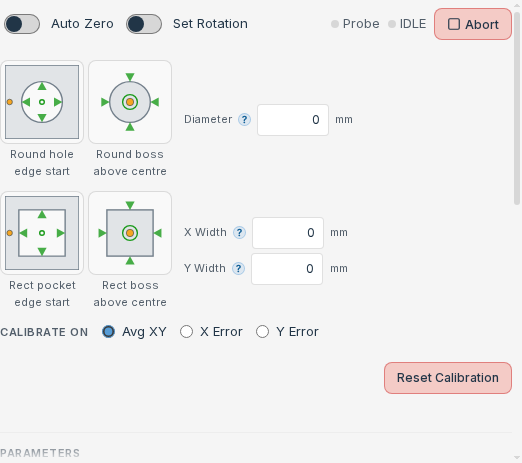 Auto Zero Set Rotation Probe IDLE Abort
Diameter ? 0 mm
Round hole
edge start
Round boss
above centre
X Width ? 0 mm
Y Width ? 0 mm
Rect pocket
edge start
Rect boss
above centre
CALIBRATE ON Avg XY X Error Y Error
Reset Calibration
PARAMETERS